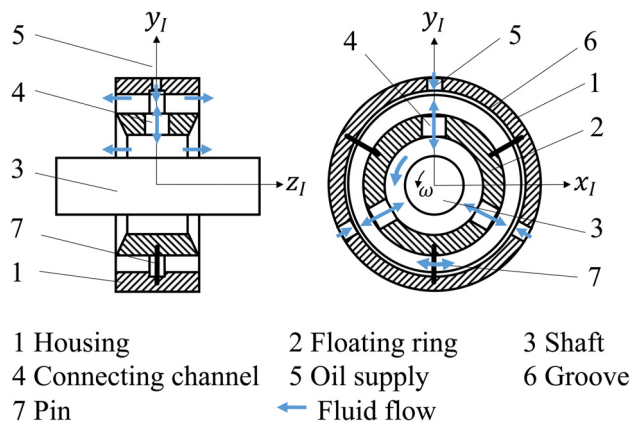 5
y_I
4
3
z_I
7
1
y_I
4
5
6
1
2
ω
x_I
3
7
1 Housing
2 Floating ring
3 Shaft
4 Connecting channel
5 Oil supply
6 Groove
7 Pin
Fluid flow